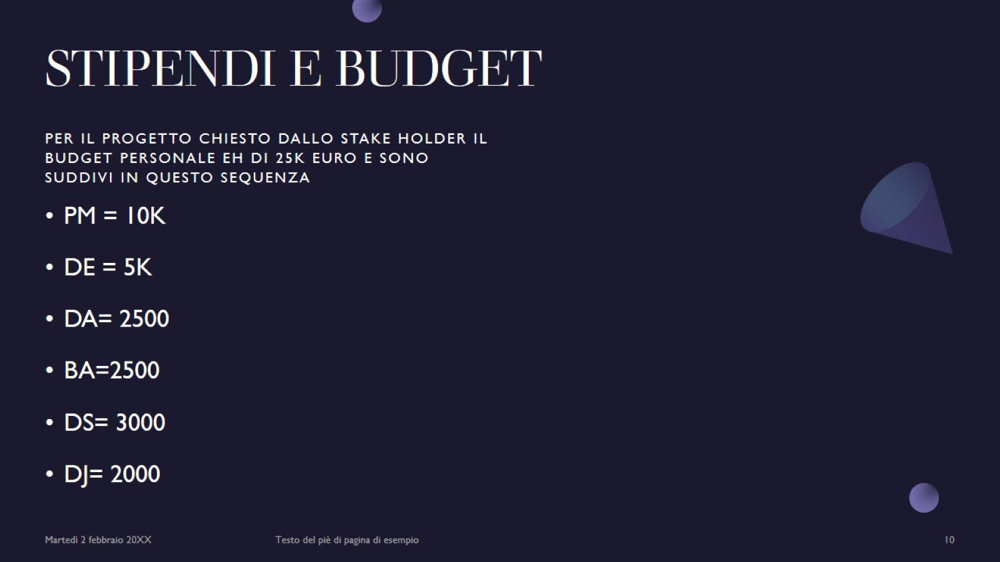 STIPENDI E BUDGET
PER IL PROGETTO CHIESTO DALLO STAKE HOLDER IL
BUDGET PERSONALE EH DI 25K EURO E SONO
SUDDIVI IN QUESTO SEQUENZA
• PM = 10K
• DE = 5K
• DA= 2500
• BA=2500
• DS= 3000
• DJ= 2000
Martedì 2 febbraio 20XX
Testo del piè di pagina di esempio
10